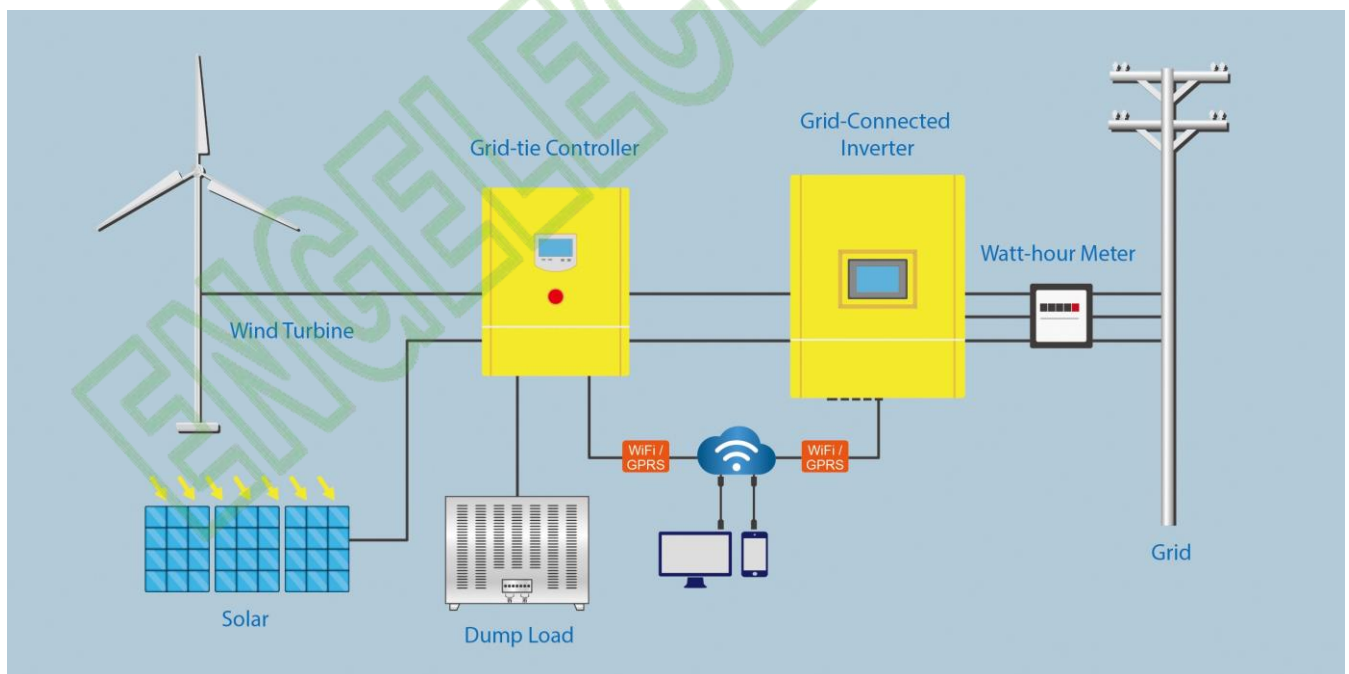 Grid-tie Controller
Grid-Connected
Inverter
Watt-hour Meter
Wind Turbine
WiFi /
GPRS
WiFi /
GPRS
Solar
Dump Load
Grid
ENGELEC